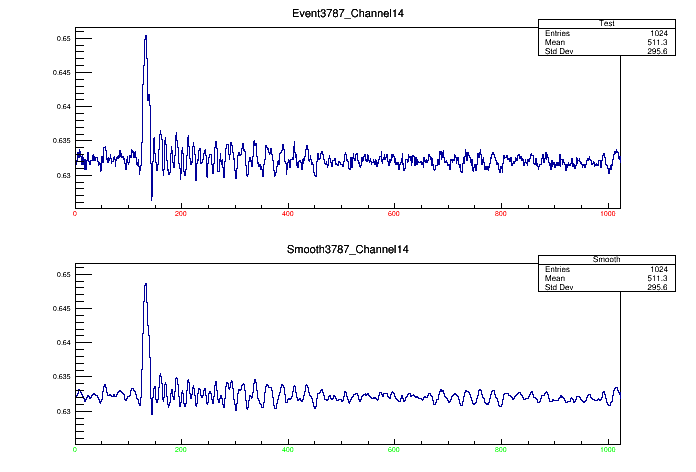 Event3787_Channel14
Test
Entries 1024
Mean 511.3
Std Dev 295.6
0.65
0.645
0.64
0.635
0.63
0 200 400 600 800 1000
Smooth3787_Channel14
Smooth
Entries 1024
Mean 511.3
Std Dev 295.6
0.65
0.645
0.64
0.635
0.63
0 200 400 600 800 1000